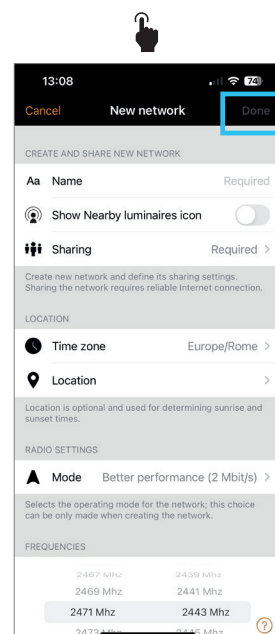 13:08
74
Cancel New network Done
CREATE AND SHARE NEW NETWORK
Aa Name Required
Show Nearby luminaires icon
Sharing Required >
Create new network and define its sharing settings.
Sharing the network requires reliable Internet connection.
LOCATION
Time zone Europe/Rome >
Location >
Location is optional and used for determining sunrise and
sunset times.
RADIO SETTINGS
Mode Better performance (2 Mbit/s) >
Selects the operating mode for the network; this choice
can be only made when creating the network.
FREQUENCIES
2467 Mhz 2439 Mhz
2469 Mhz 2441 Mhz
2471 Mhz 2443 Mhz
2473 Mhz 2445 Mhz
?